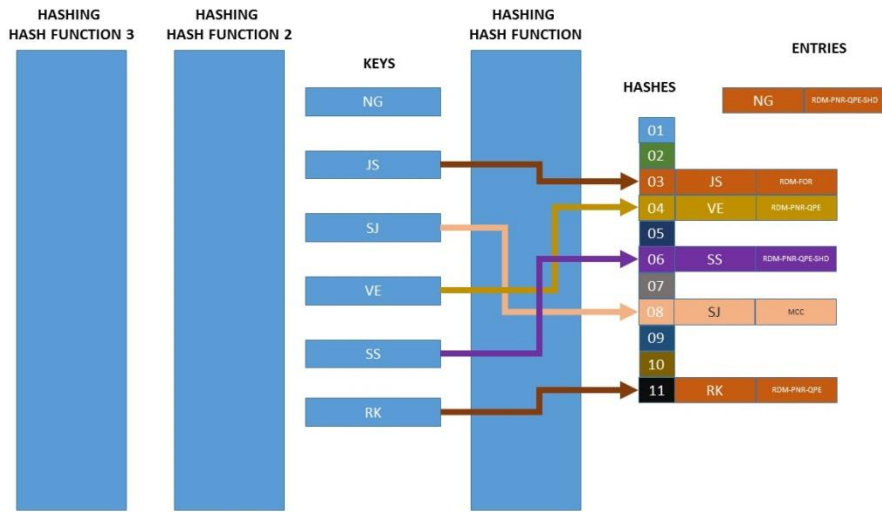 HASHING
HASH FUNCTION 3
HASHING
HASH FUNCTION 2
HASHING
HASH FUNCTION
KEYS
NG
JS
SJ
VE
SS
RK
HASHES
ENTRIES
NG RDM-PNR-QPE-SHD
01
02
03 JS RDM-FOR
04 VE RDM-PNR-QPE
05
06 SS RDM-PNR-QPE-SHD
07
08 SJ MCC
09
10
11 RK RDM-PNR-QPE